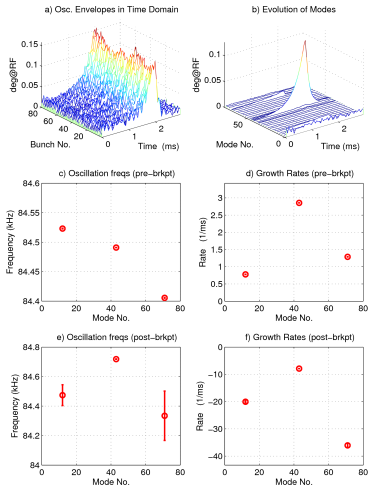 a) Osc. Envelopes in Time Domain
b) Evolution of Modes
deg@RF
0.15
0.1
0.05
0
80
60
40
20
0
1
2
Bunch No.
Time (ms)
deg@RF
0.1
0.05
0
50
0
0
1
2
Mode No.
Time (ms)
c) Oscillation freqs (pre-brkpt)
d) Growth Rates (pre-brkpt)
Frequency (kHz)
84.6
84.55
84.5
84.45
84.4
0 20 40 60 80
Mode No.
Rate (1/ms)
3
2.5
2
1.5
1
0.5
0
0 20 40 60 80
Mode No.
e) Oscillation freqs (post-brkpt)
f) Growth Rates (post-brkpt)
Frequency (kHz)
84.8
84.6
84.4
84.2
84
0 20 40 60 80
Mode No.
Rate (1/ms)
0
-10
-20
-30
-40
0 20 40 60 80
Mode No.